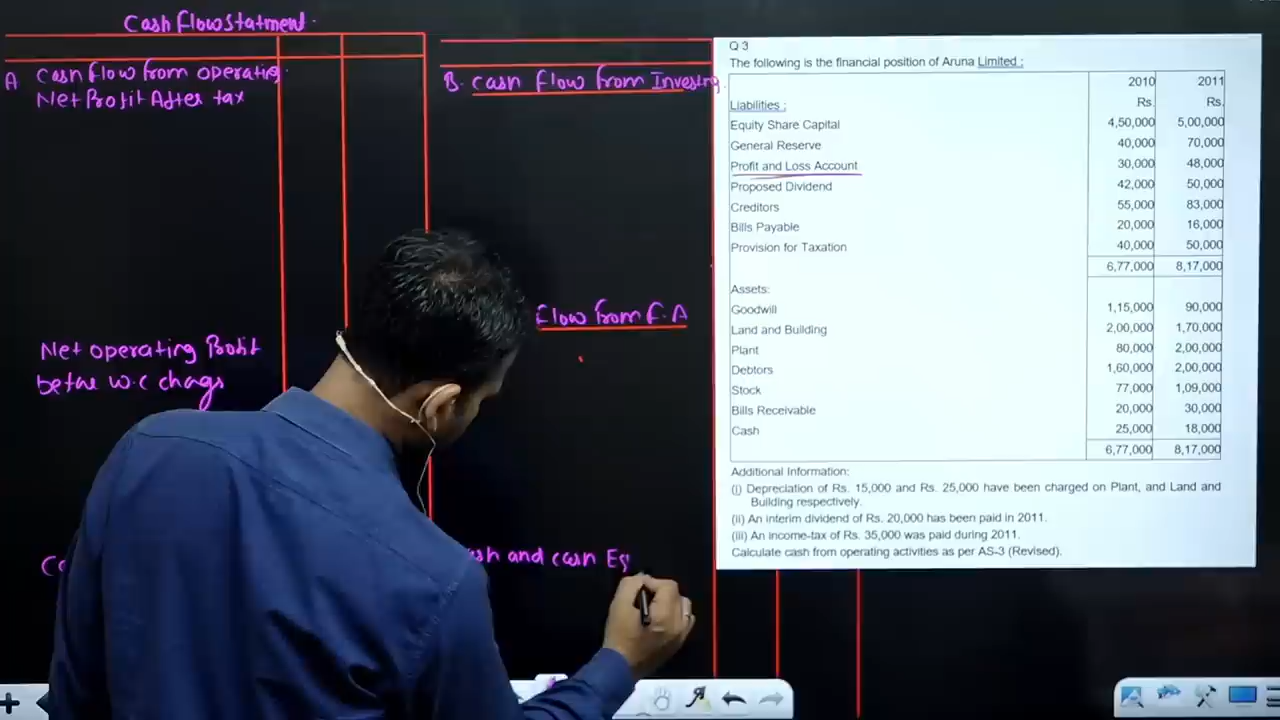 Cash Flow Statment
A Cash flow from operating
Net Profit After tax
Net operating Profit
before w.c changs
B. Cash flow from Investing
flow from F.A
and cash Eq
Q 3
The following is the financial position of Aruna Limited :
2010 2011
Rs. Rs.
Liabilities :
Equity Share Capital 4,50,000 5,00,000
General Reserve 40,000 70,000
Profit and Loss Account 30,000 48,000
Proposed Dividend 42,000 50,000
Creditors 55,000 83,000
Bills Payable 20,000 16,000
Provision for Taxation 40,000 50,000
6,77,000 8,17,000
Assets:
Goodwill 1,15,000 90,000
Land and Building 2,00,000 1,70,000
Plant 80,000 2,00,000
Debtors 1,60,000 2,00,000
Stock 77,000 1,09,000
Bills Receivable 20,000 30,000
Cash 25,000 18,000
6,77,000 8,17,000
Additional Information:
(i) Depreciation of Rs. 15,000 and Rs. 25,000 have been charged on Plant, and Land and
Building respectively.
(ii) An interim dividend of Rs. 20,000 has been paid in 2011.
(iii) An income-tax of Rs. 35,000 was paid during 2011.
Calculate cash from operating activities as per AS-3 (Revised).